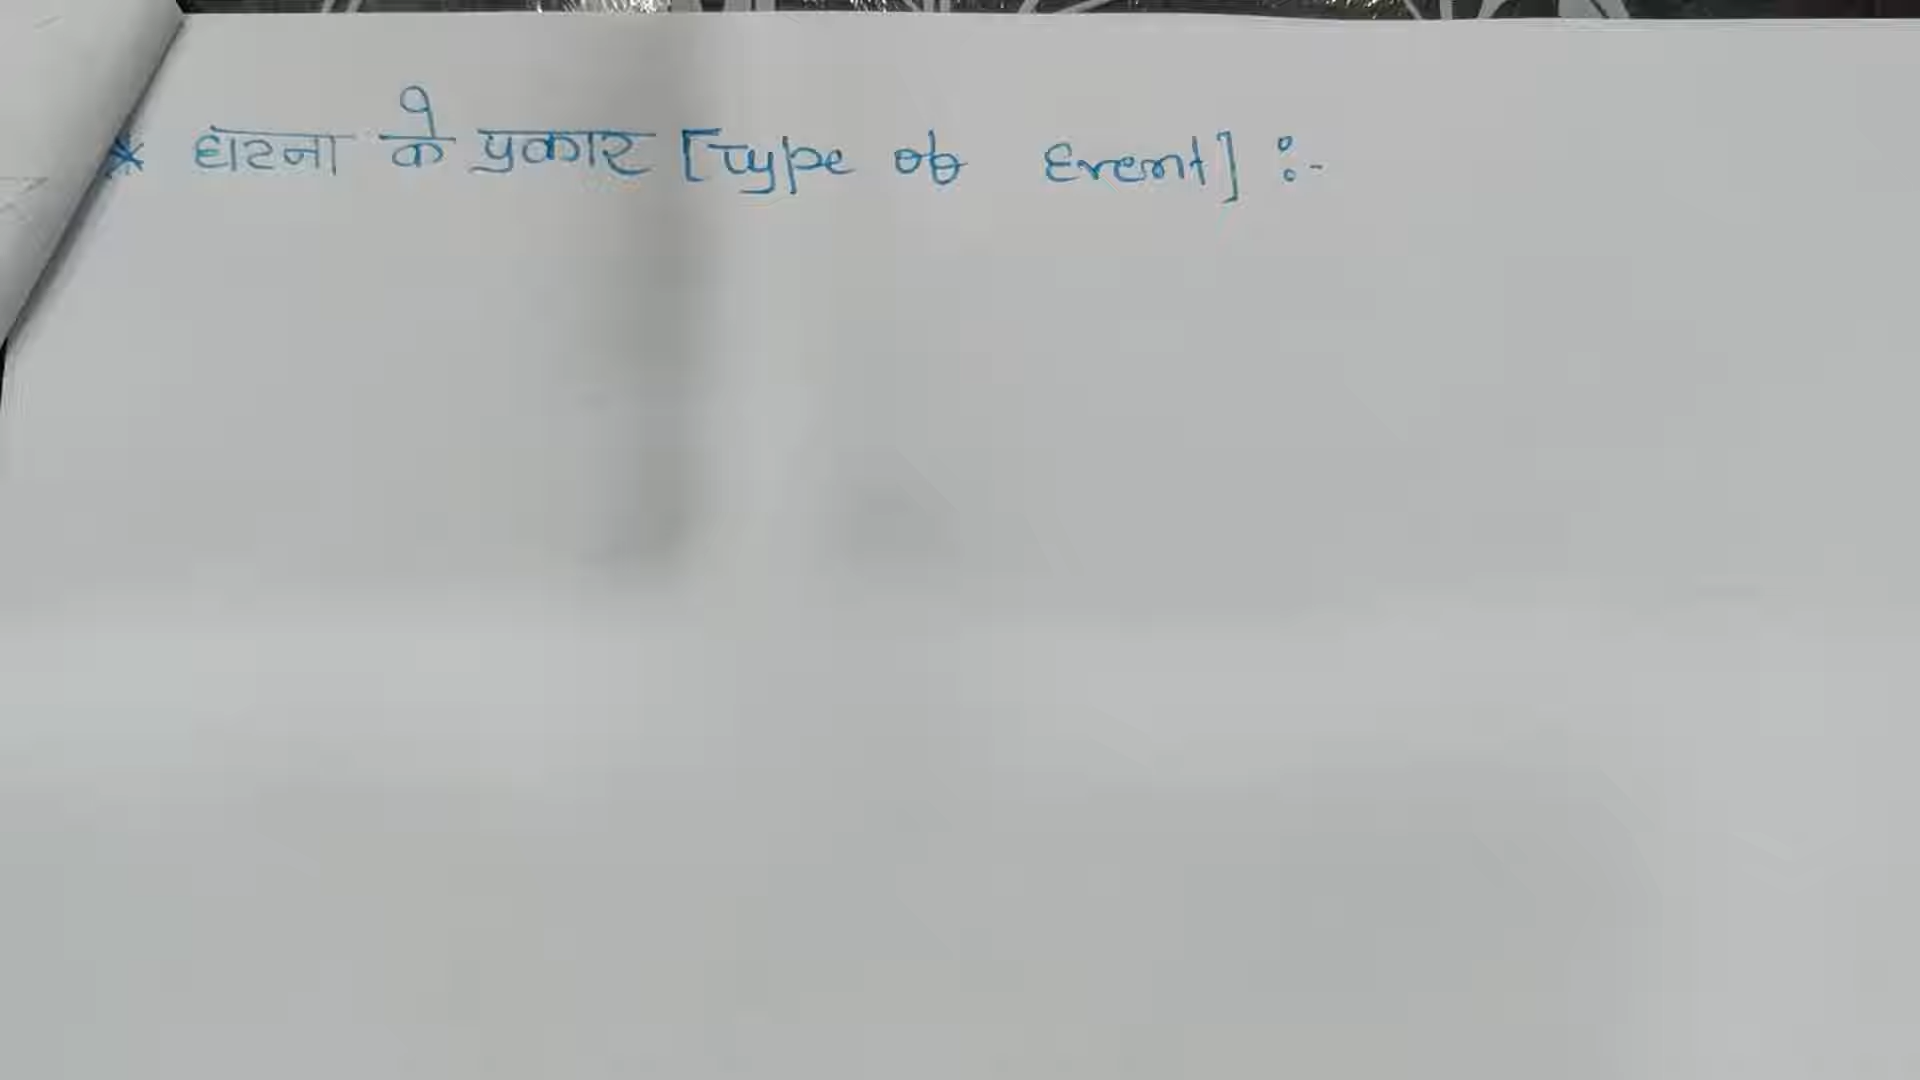 * घटना के प्रकार [Type of Event] :-